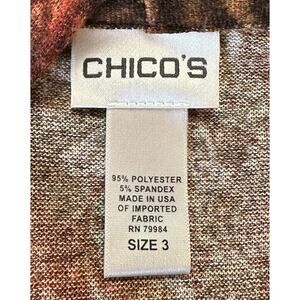 CHICO'S
95% POLYESTER
5% SPANDEX
MADE IN USA
OF IMPORTED
FABRIC
RN 79984
SIZE 3